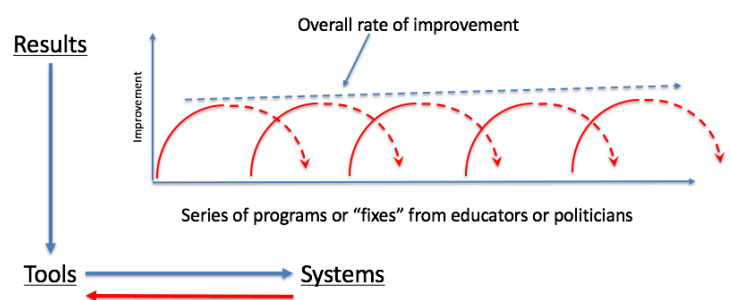 Overall rate of improvement
Results
Improvement
Series of programs or “fixes” from educators or politicians
Tools
Systems